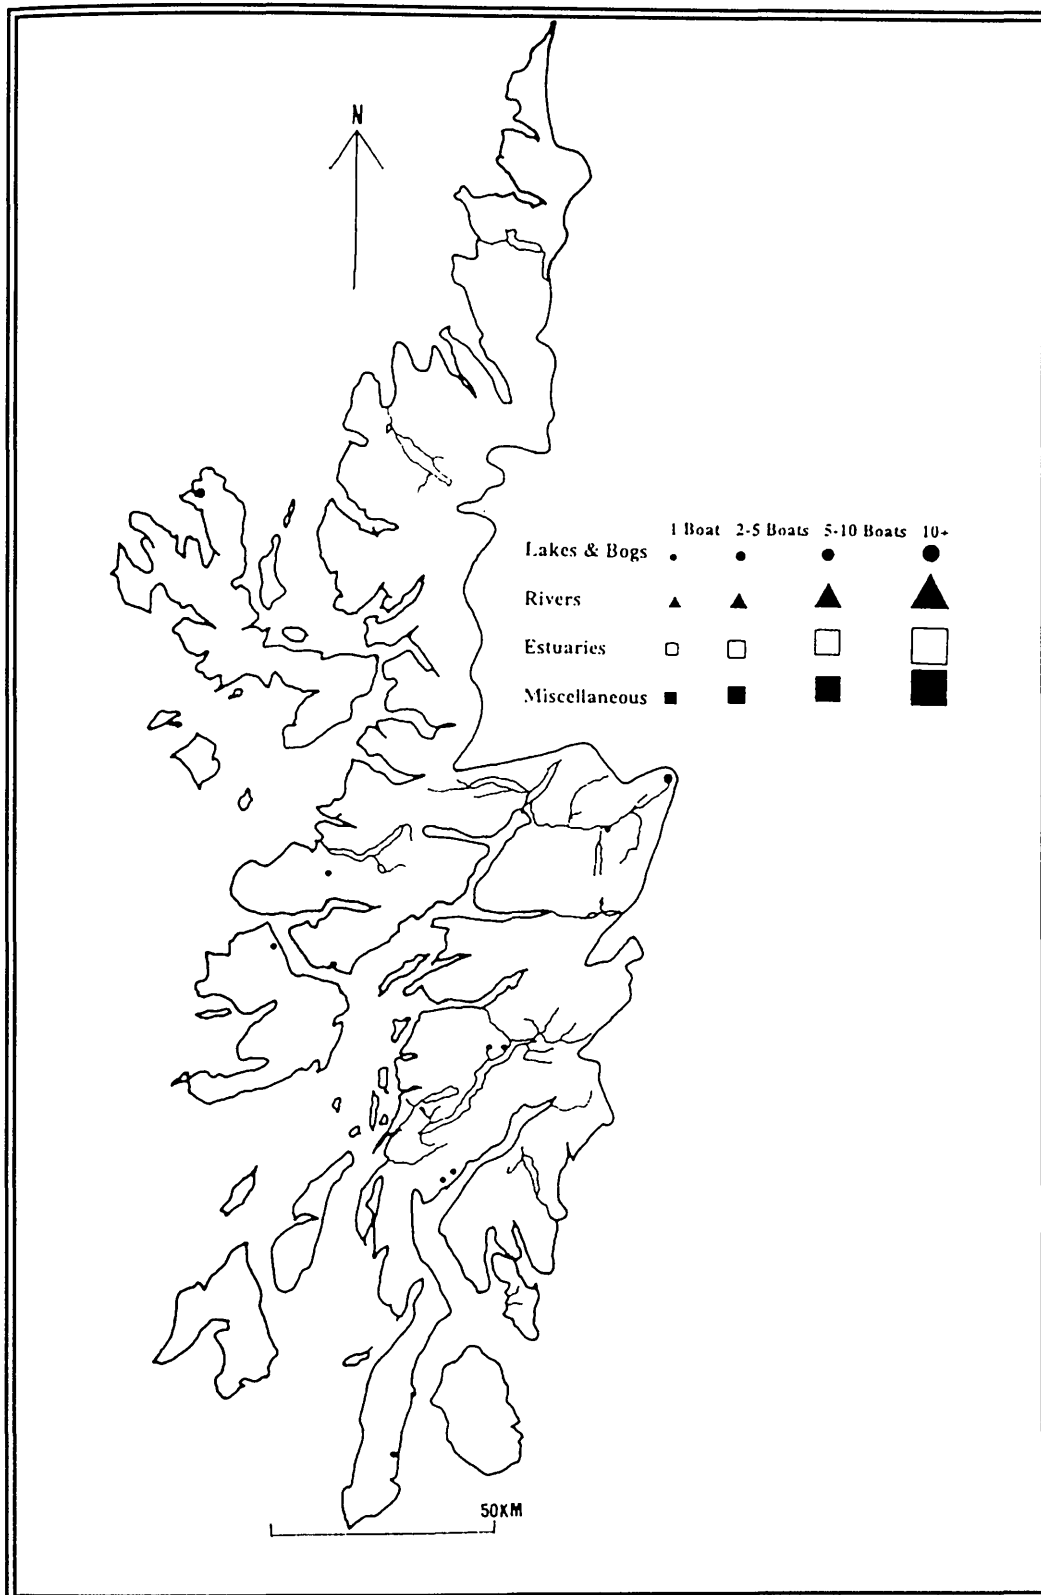 N
1 Boat 2-5 Boats 5-10 Boats 10+
Lakes & Bogs
Rivers
Estuaries
Miscellaneous
50KM